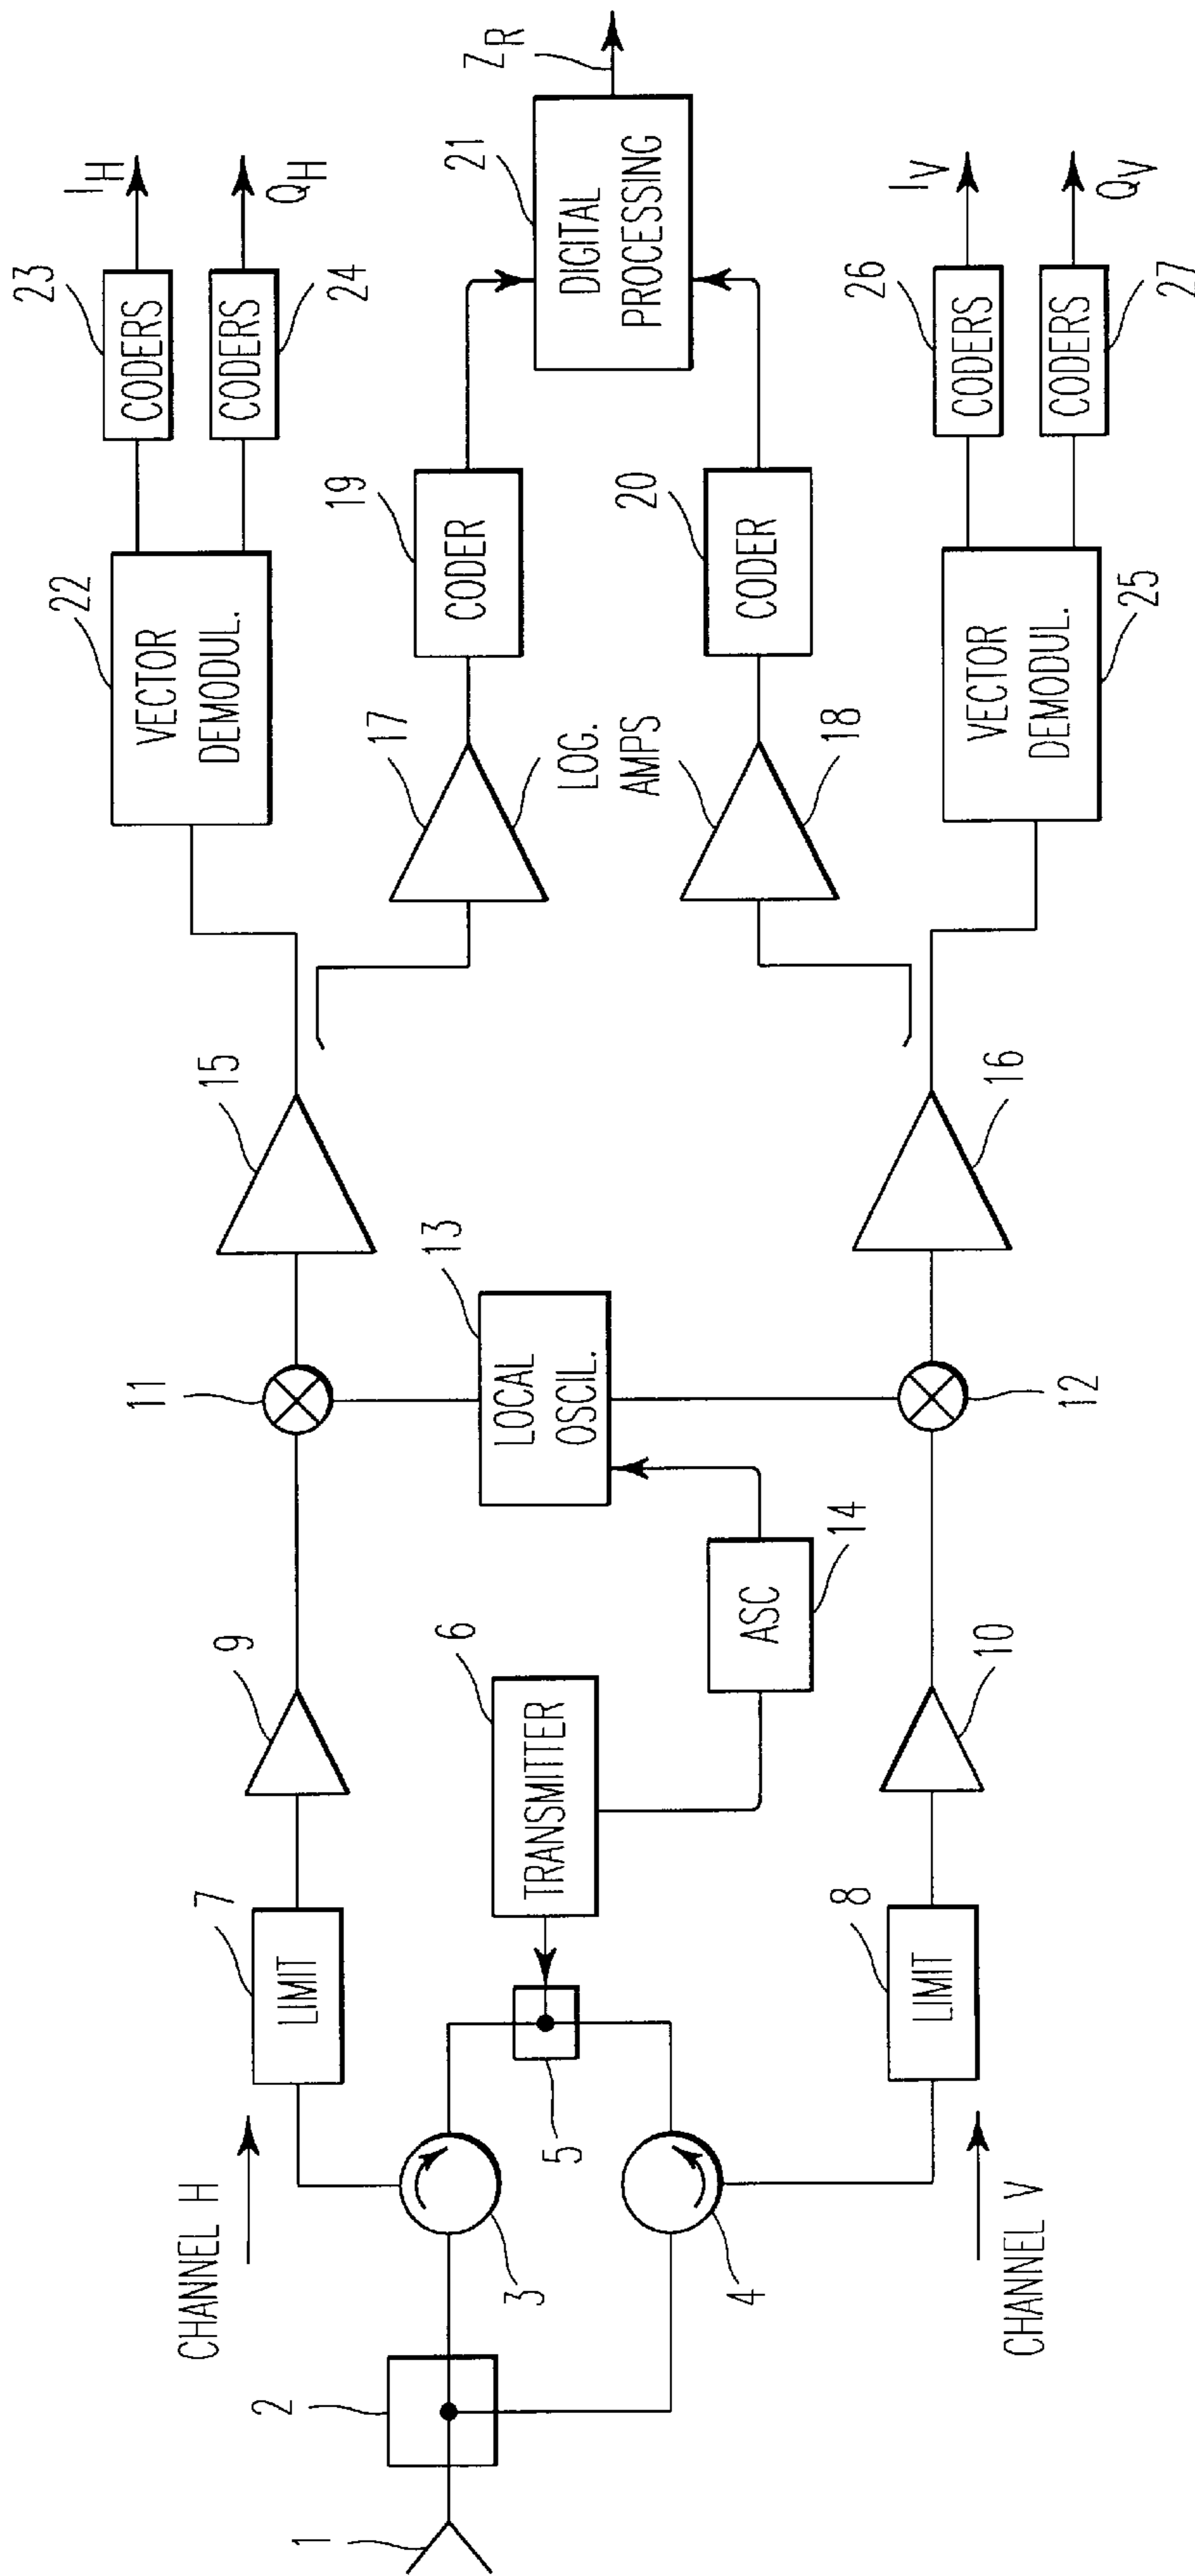 CHANNEL H
CHANNEL V
1
2
3
4
5
6
TRANSMITTER
7
LIMIT
8
LIMIT
9
10
11
12
13
LOCAL
OSCIL.
14
ASC
15
16
17
18
LOG.
AMPS
19
CODER
20
CODER
21
DIGITAL
PROCESSING
Z_R
22
VECTOR
DEMODUL.
23
CODERS
I_H
24
CODERS
Q_H
25
VECTOR
DEMODUL.
26
CODERS
I_V
27
CODERS
Q_V